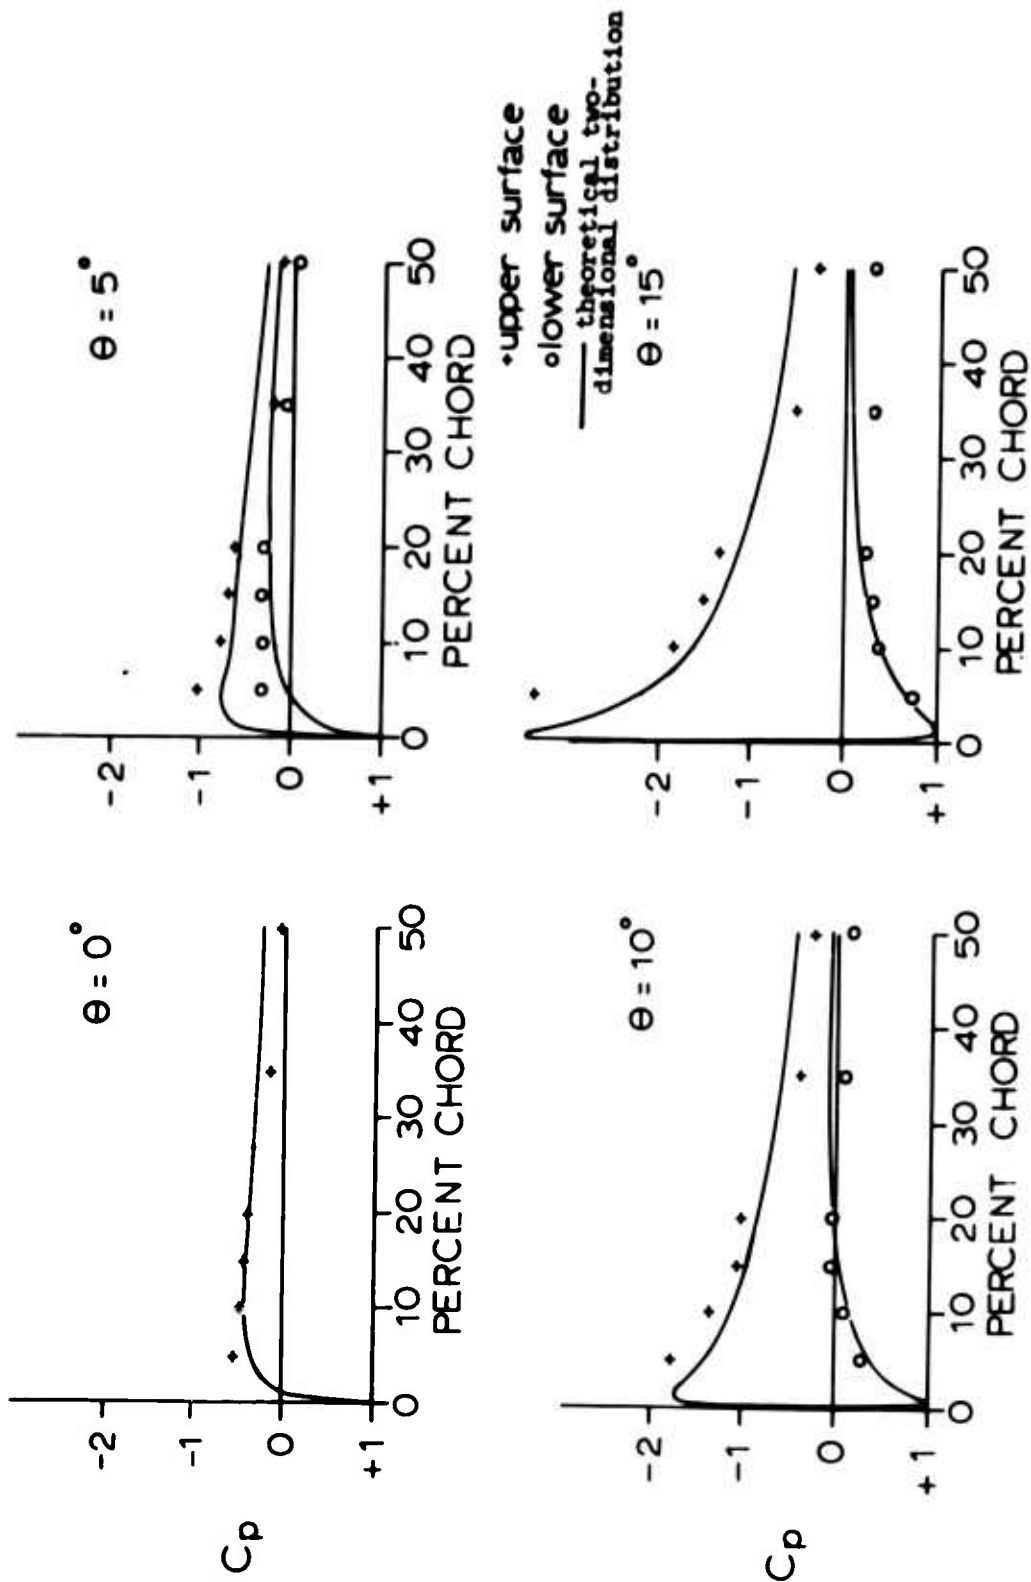 Cp
-2
-1
0
+1
θ = 0°
0 10 20 30 40 50
PERCENT CHORD
-2
-1
0
+1
θ = 5°
0 10 20 30 40 50
PERCENT CHORD
+upper surface
olower surface
— theoretical two-
dimensional distribution
Cp
-2
-1
0
+1
θ = 10°
0 10 20 30 40 50
PERCENT CHORD
-2
-1
0
+1
θ = 15°
0 10 20 30 40 50
PERCENT CHORD